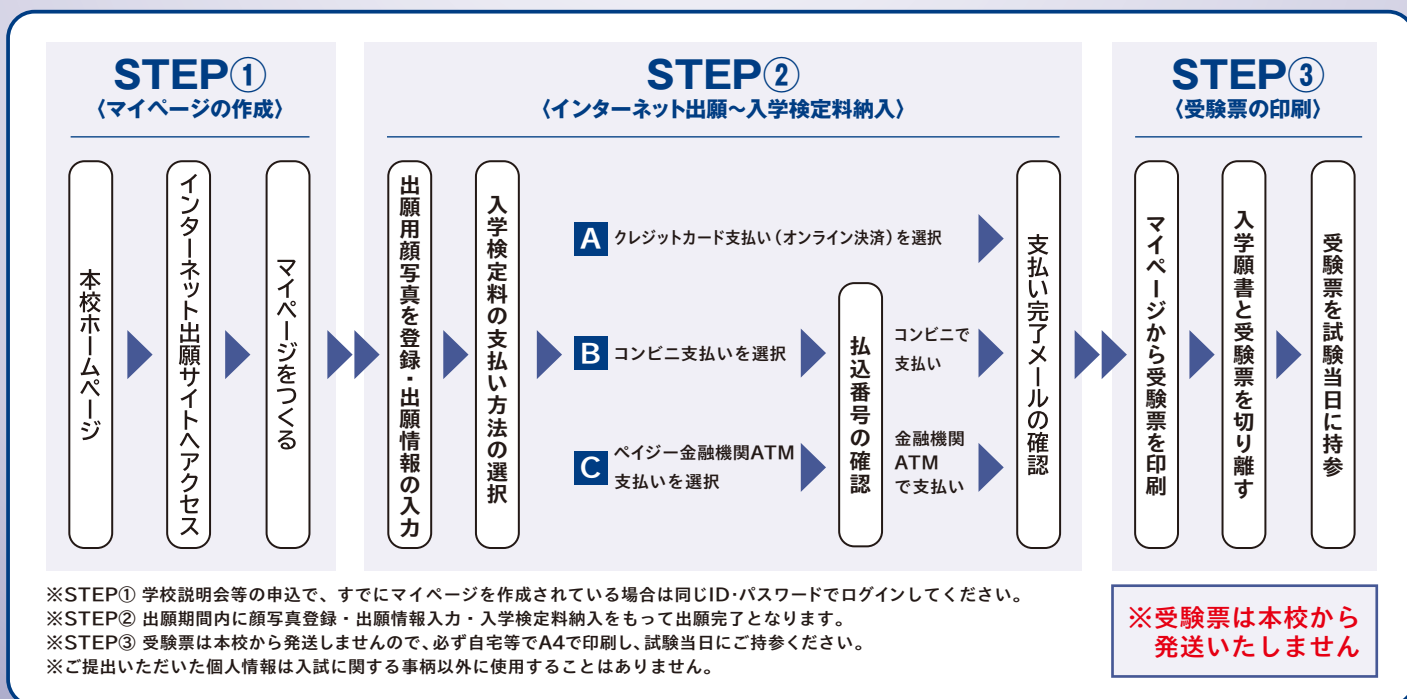 STEP①
〈マイページの作成〉
本校ホームページ
インターネット出願サイトへアクセス
マイページをつくる
STEP②
〈インターネット出願～入学検定料納入〉
出願用顔写真を登録・出願情報の入力
入学検定料の支払い方法の選択
A クレジットカード支払い（オンライン決済）を選択
B コンビニ支払いを選択
C ペイジー金融機関ATM
支払いを選択
払込番号の確認
コンビニで
支払い
金融機関
ATM
で支払い
支払い完了メールの確認
STEP③
〈受験票の印刷〉
マイページから受験票を印刷
入学願書と受験票を切り離す
受験票を試験当日に持参
※STEP① 学校説明会等の申込で、すでにマイページを作成されている場合は同じID・パスワードでログインしてください。
※STEP② 出願期間内に顔写真登録・出願情報入力・入学検定料納入をもって出願完了となります。
※STEP③ 受験票は本校から発送しませんので、必ず自宅等でA4で印刷し、試験当日にご持参ください。
※ご提出いただいた個人情報は入試に関する事柄以外に使用することはありません。
※受験票は本校から
発送いたしません